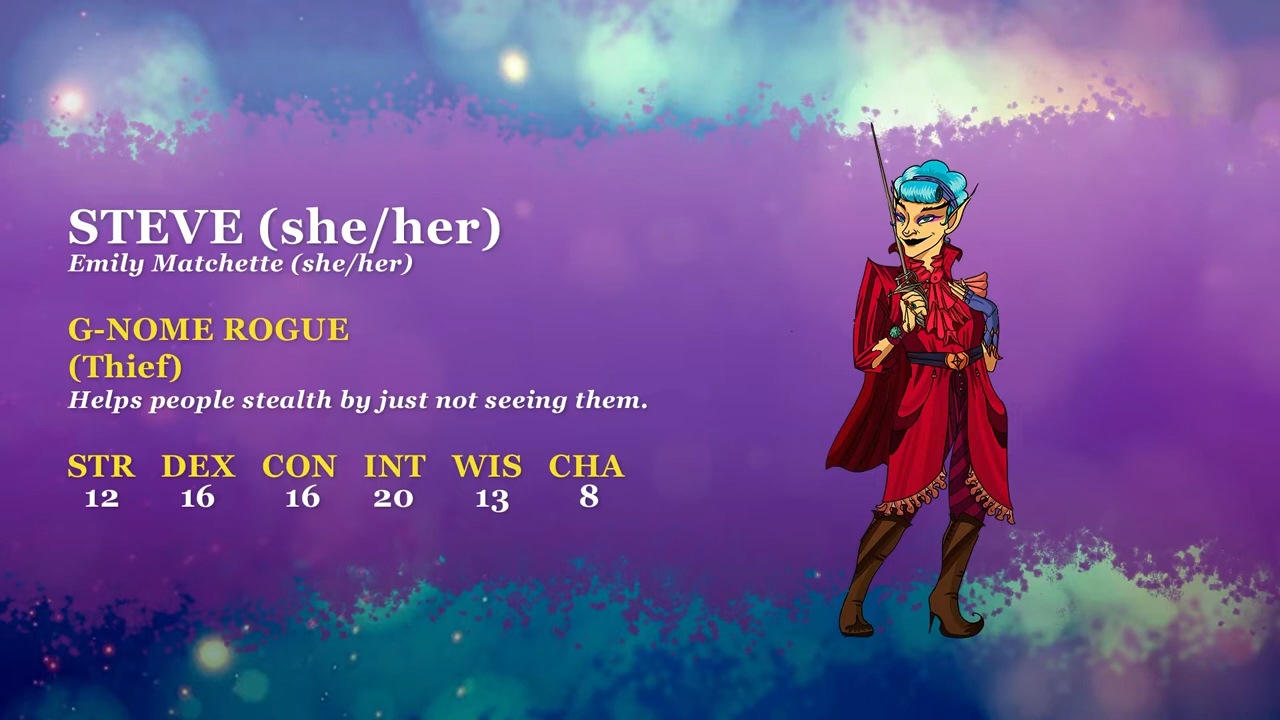 STEVE (she/her)
Emily Matchette (she/her)
G-NOME ROGUE
(Thief)
Helps people stealth by just not seeing them.
STR DEX CON INT WIS CHA
12 16 16 20 13 8